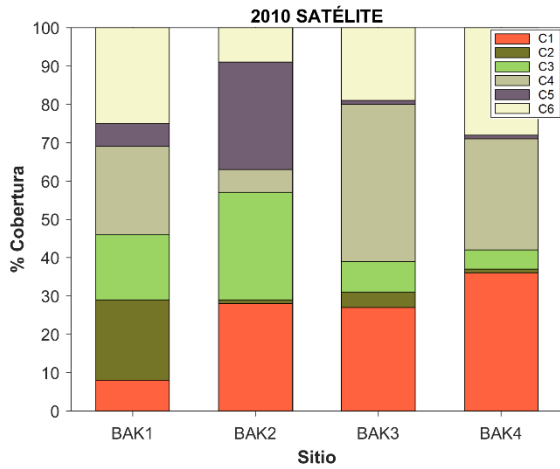 2010 SATÉLITE
C1
C2
C3
C4
C5
C6
100
90
80
70
60
50
40
30
20
10
0
% Cobertura
BAK1 BAK2 BAK3 BAK4
Sitio